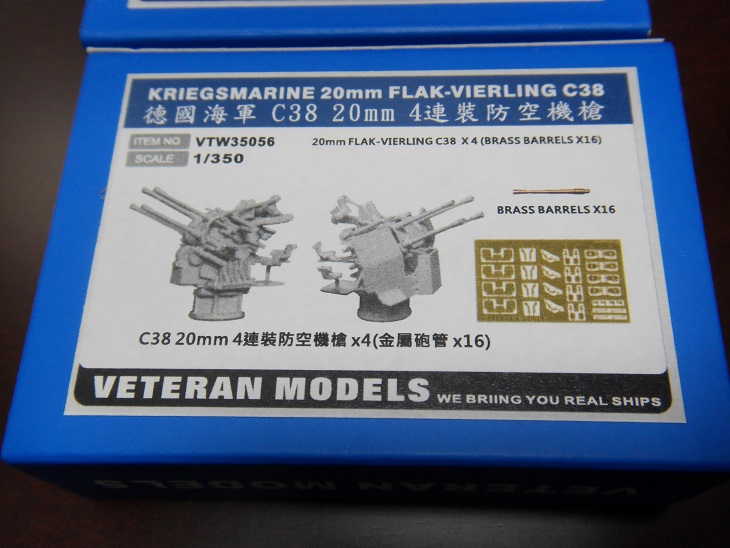 KRIEGSMARINE 20mm FLAK-VIERLING C38
德國海軍 C38 20mm 4連裝防空機槍
ITEM NO VTW35056
20mm FLAK-VIERLING C38 X 4 (BRASS BARRELS X16)
SCALE 1/350
BRASS BARRELS X16
C38 20mm 4連裝防空機槍 x4(金屬砲管 x16)
VETERAN MODELS WE BRIING YOU REAL SHIPS
VETERAN MODELS